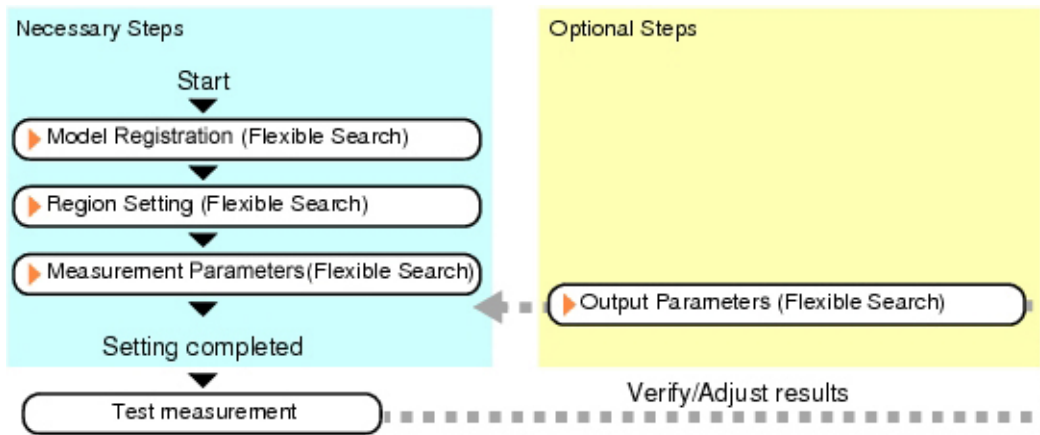 Necessary Steps
Start
Model Registration (Flexible Search)
Region Setting (Flexible Search)
Measurement Parameters(Flexible Search)
Setting completed
Test measurement
Optional Steps
Output Parameters (Flexible Search)
Verify/Adjust results